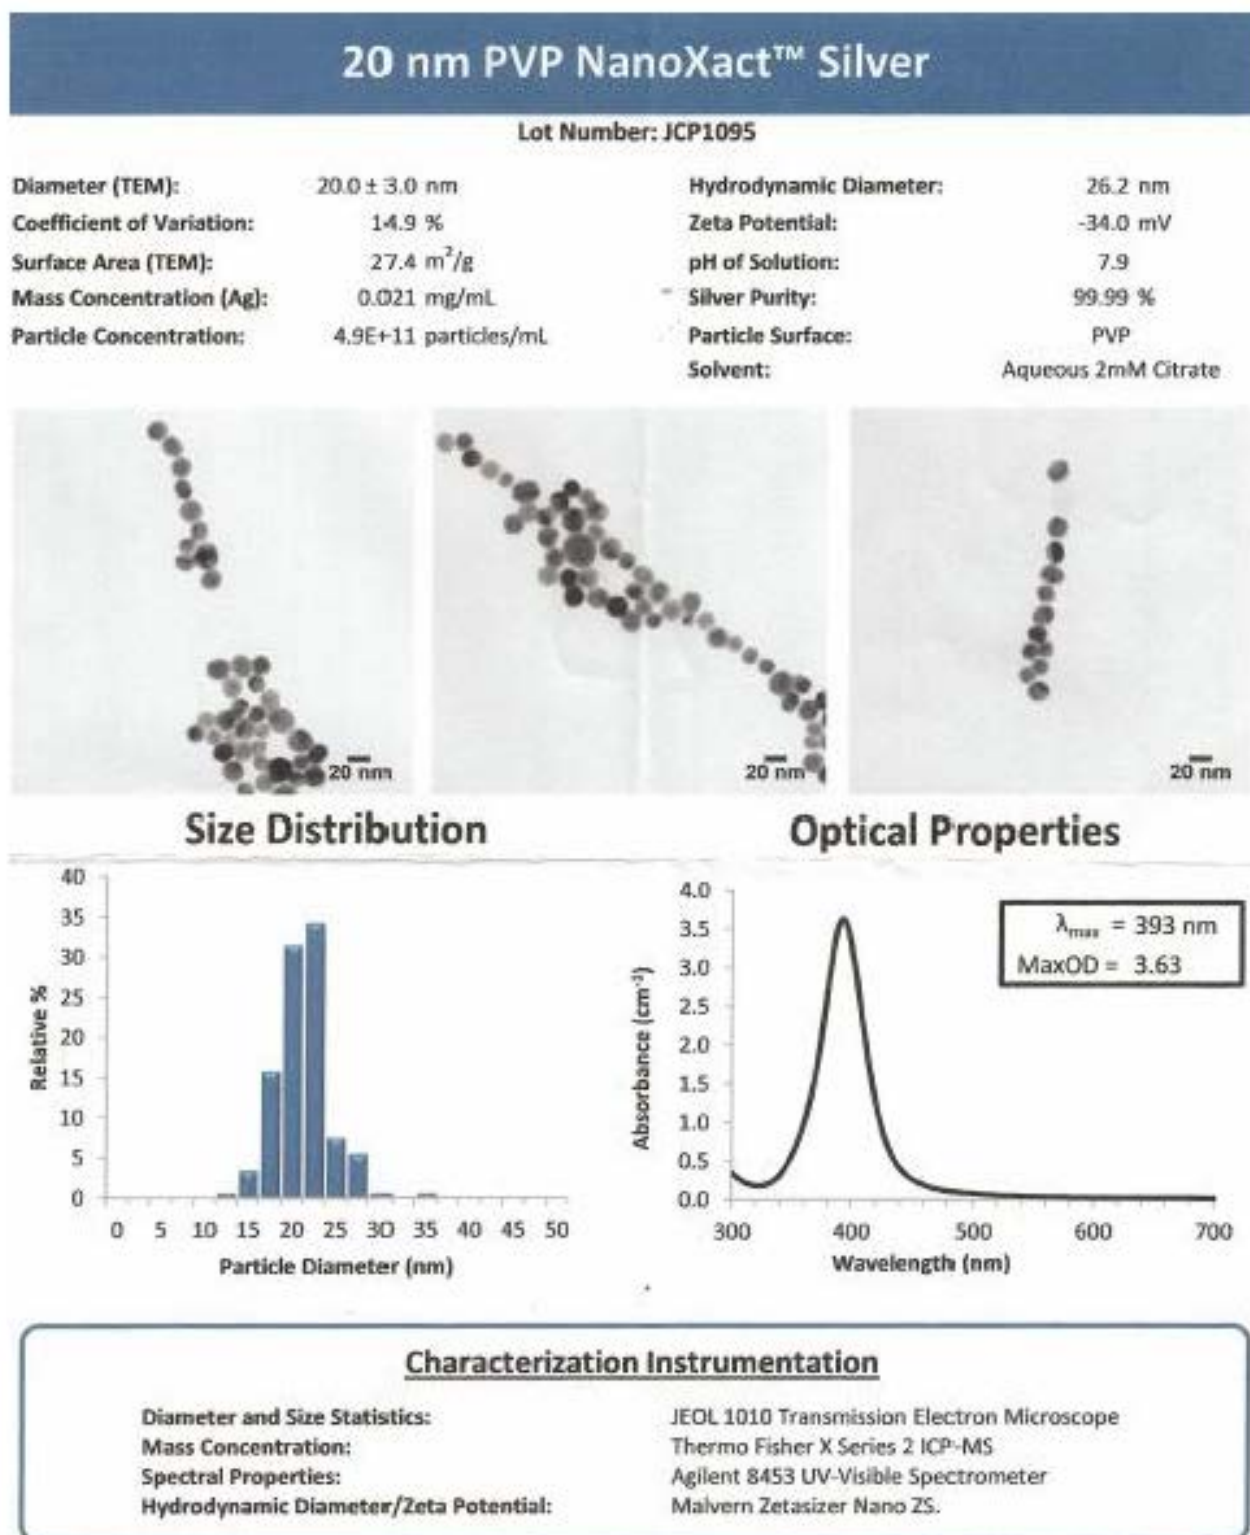 20 nm PVP NanoXact™ Silver
Lot Number: JCP1095
Diameter (TEM): 20.0 ± 3.0 nm
Coefficient of Variation: 14.9 %
Surface Area (TEM): 27.4 m²/g
Mass Concentration (Ag): 0.021 mg/mL
Particle Concentration: 4.9E+11 particles/mL
Hydrodynamic Diameter: 26.2 nm
Zeta Potential: -34.0 mV
pH of Solution: 7.9
Silver Purity: 99.99 %
Particle Surface: PVP
Solvent: Aqueous 2mM Citrate
20 nm
20 nm
20 nm
Size Distribution
40
35
30
25
20
15
10
5
0
Relative %
0 5 10 15 20 25 30 35 40 45 50
Particle Diameter (nm)
Optical Properties
4.0
3.5
3.0
2.5
2.0
1.5
1.0
0.5
0.0
Absorbance (cm⁻¹)
λmax = 393 nm
MaxOD = 3.63
300 400 500 600 700
Wavelength (nm)
Characterization Instrumentation
Diameter and Size Statistics: JEOL 1010 Transmission Electron Microscope
Mass Concentration: Thermo Fisher X Series 2 ICP-MS
Spectral Properties: Agilent 8453 UV-Visible Spectrometer
Hydrodynamic Diameter/Zeta Potential: Malvern Zetasizer Nano ZS.